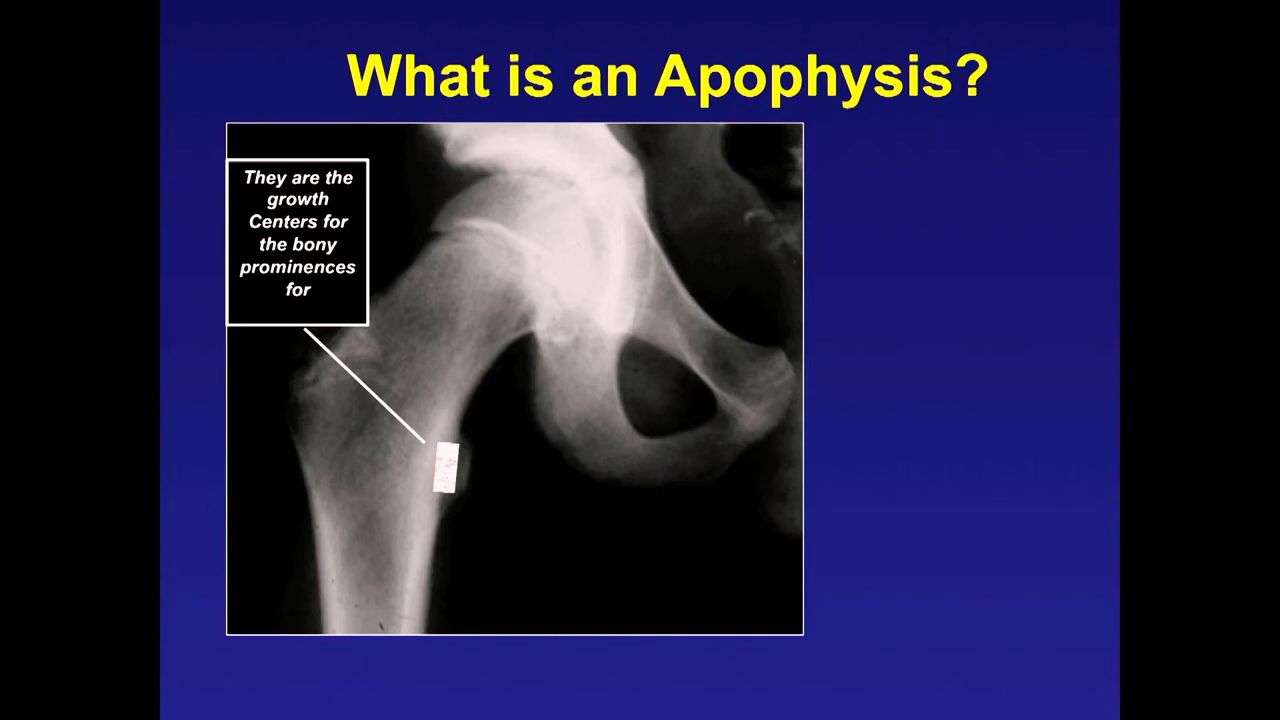 What is an Apophysis?
They are the
growth
Centers for
the bony
prominences
for